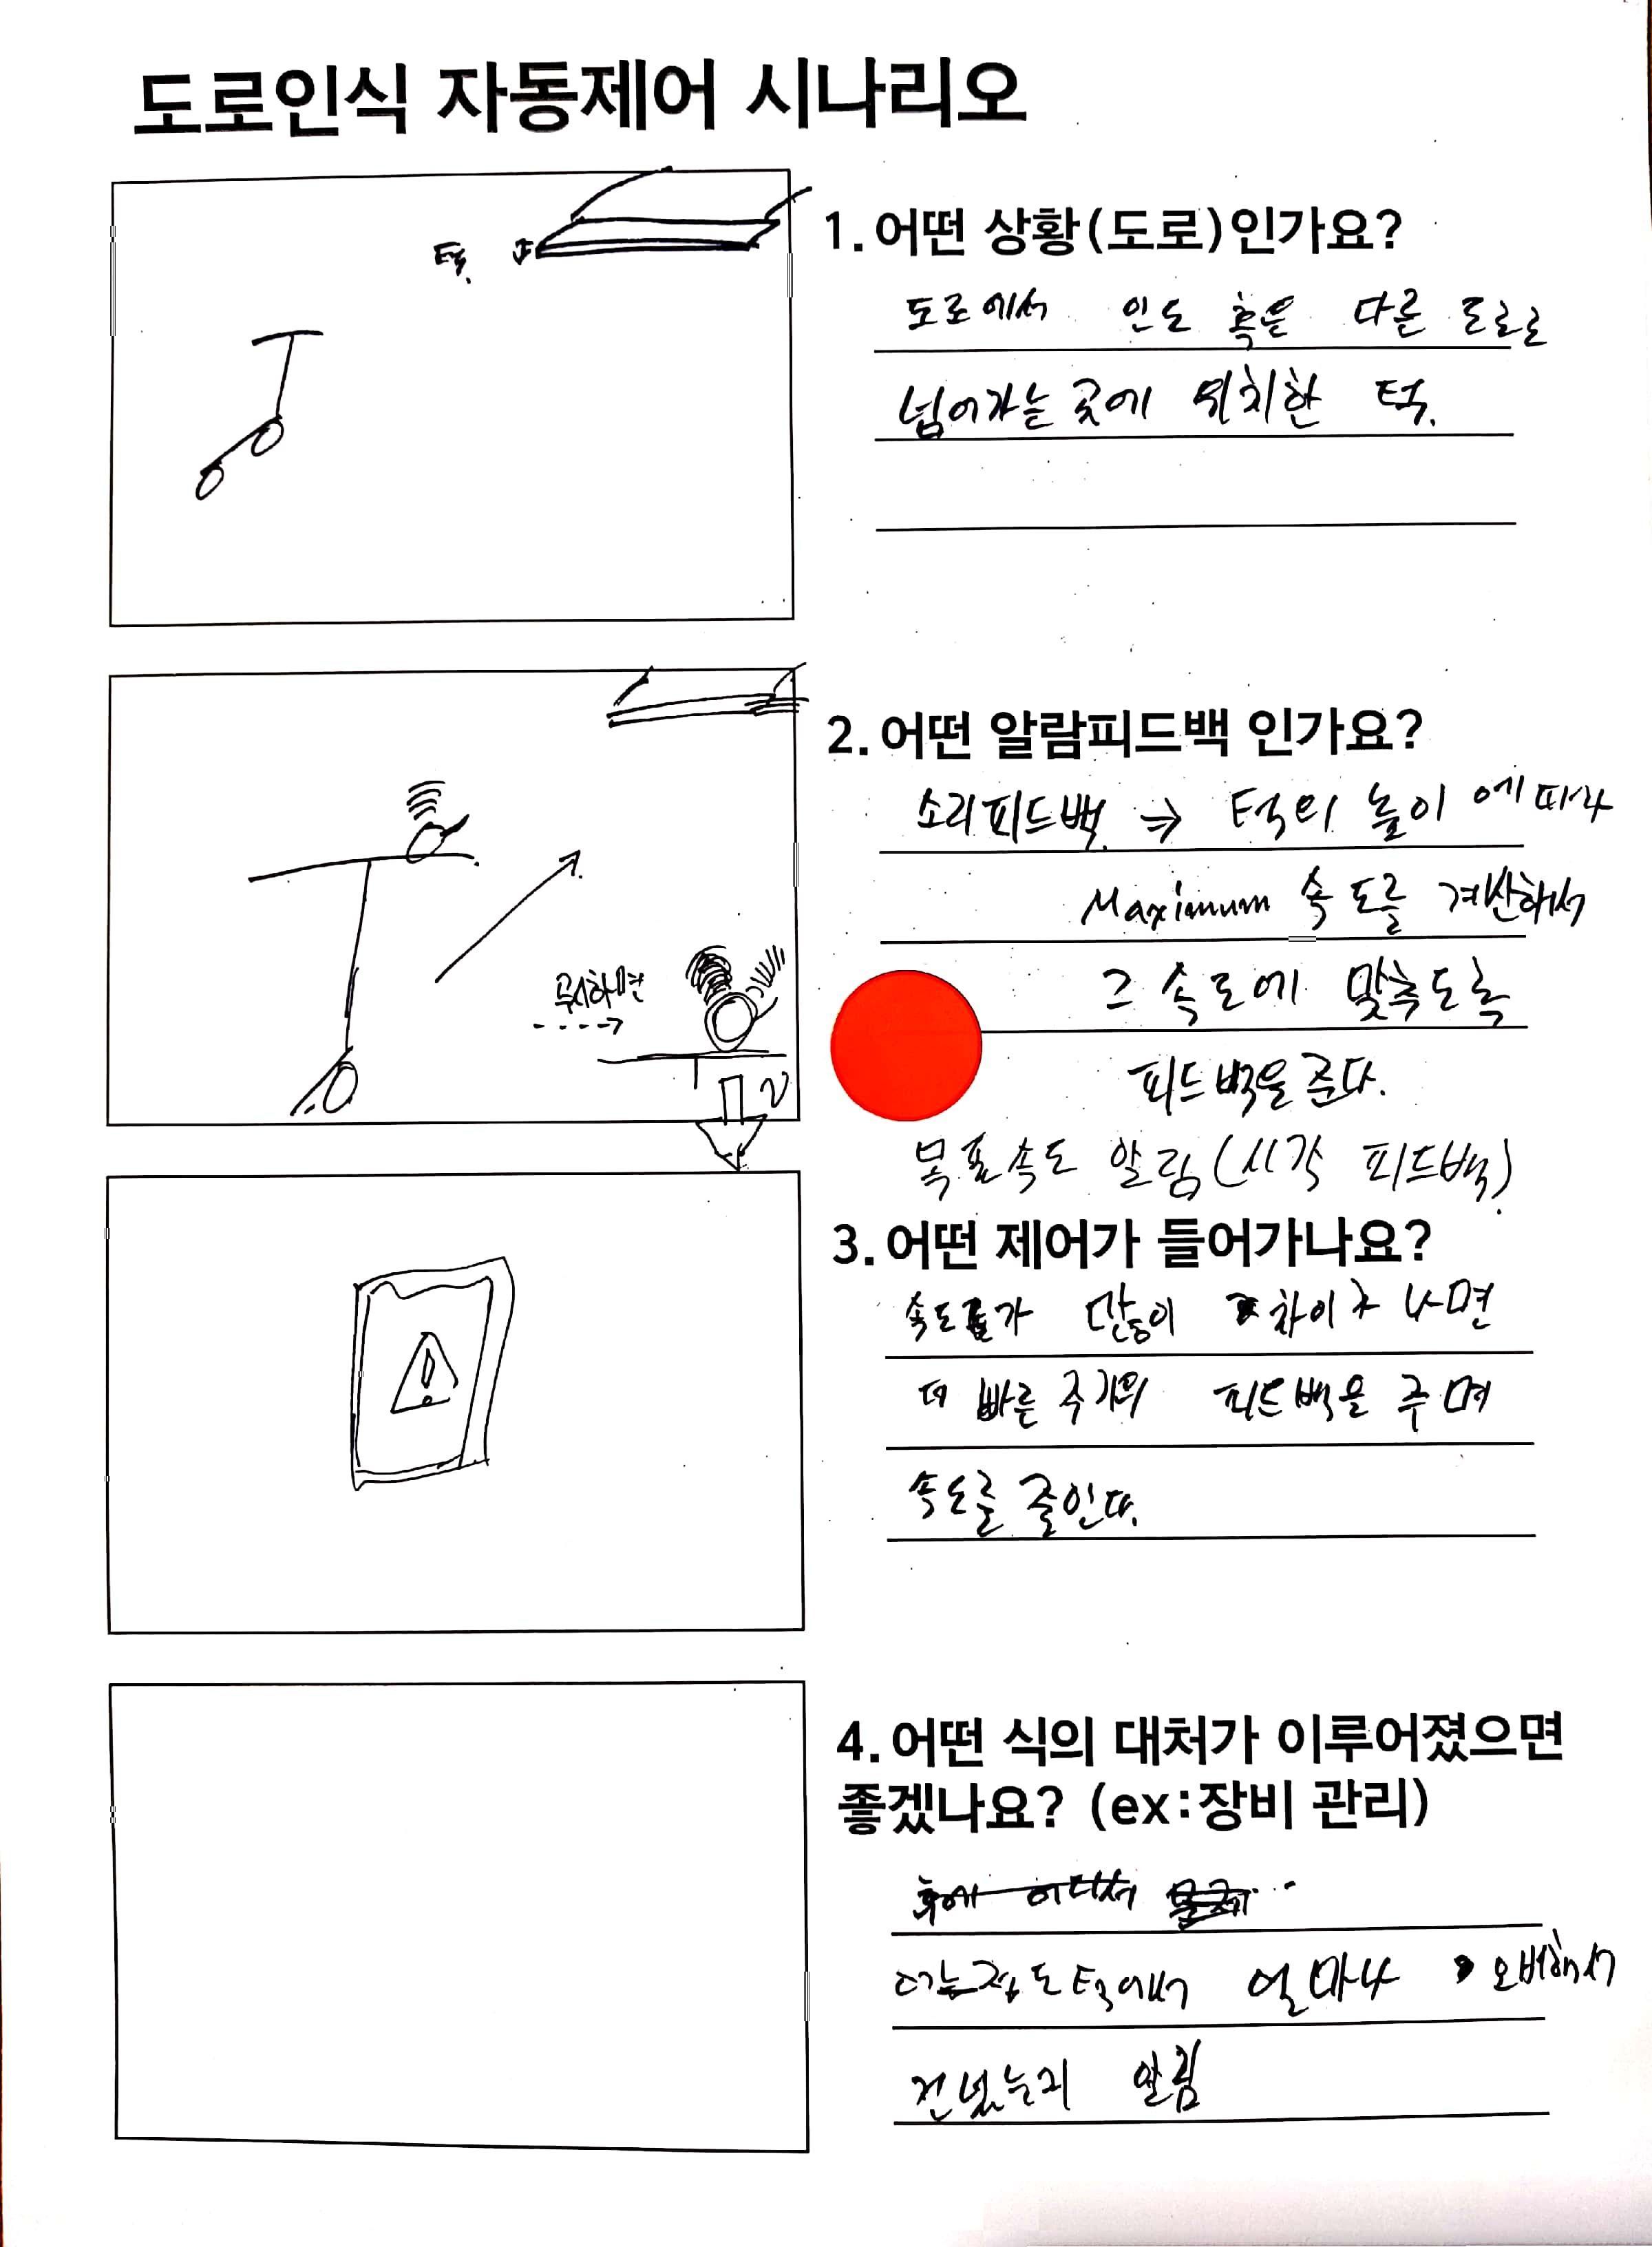 도로인식 자동제어 시나리오
턱.
1. 어떤 상황(도로)인가요?
도로에서 인도 혹은 다른 도로로
넘어가는 곳에 위치한 턱.
무시하면
2. 어떤 알람피드백 인가요?
소리피드백 ⇒ 턱의 높이에 따라
Maximum 속도를 계산해서
그 속도에 맞추도록
피드백을 준다.
목표속도 알림(시각 피드백)
3. 어떤 제어가 들어가나요?
속도가 많이 차이가 나면
더 빠른 주기의 피드백을 주며
속도를 줄인다.
4. 어떤 식의 대처가 이루어졌으면
좋겠나요? (ex:장비 관리)
후에 어디서
턱에서 얼마나 오버해서
건넜는지 알림